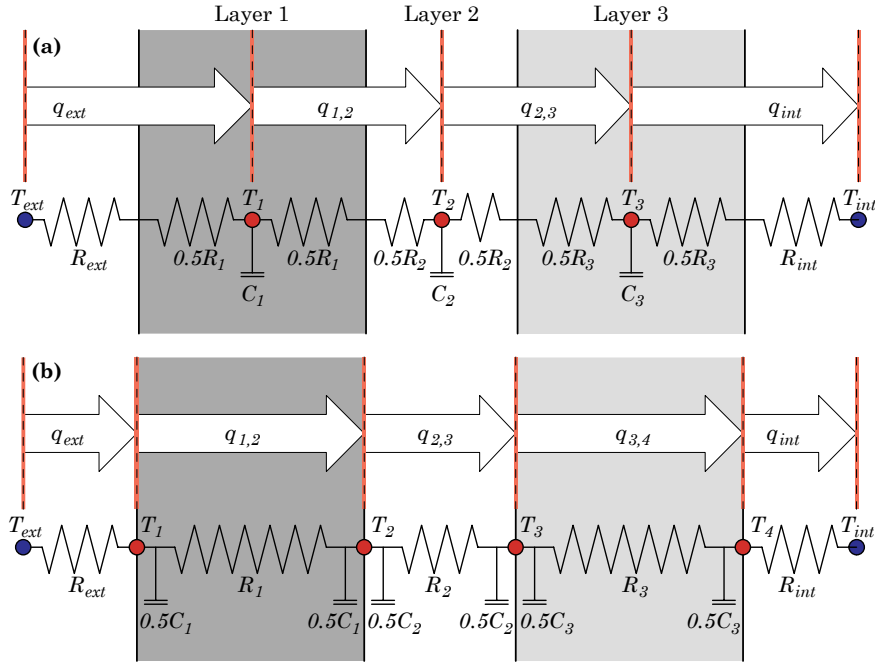 Layer 1 Layer 2 Layer 3
(a)
q_ext q_1,2 q_2,3 q_int
T_ext T_1 T_2 T_3 T_int
R_ext 0.5R_1 0.5R_1 0.5R_2 0.5R_2 0.5R_3 0.5R_3 R_int
C_1 C_2 C_3
(b)
q_ext q_1,2 q_2,3 q_3,4 q_int
T_ext T_1 T_2 T_3 T_4 T_int
R_ext R_1 R_2 R_3 R_int
0.5C_1 0.5C_1 0.5C_2 0.5C_2 0.5C_3 0.5C_3